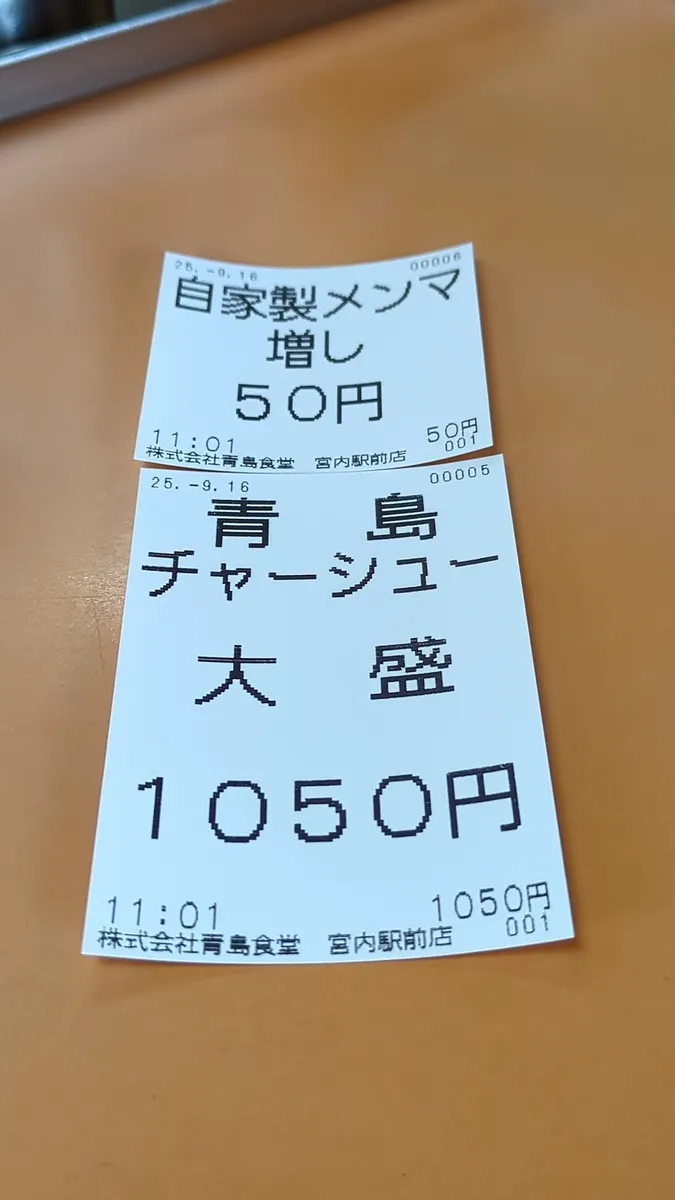 25.-9.16 00006
自家製メンマ
増し
50円
11:01 50円
001
株式会社青島食堂 宮内駅前店
25.-9.16 00005
青島
チャーシュー
大盛
1050円
11:01 1050円
001
株式会社青島食堂 宮内駅前店